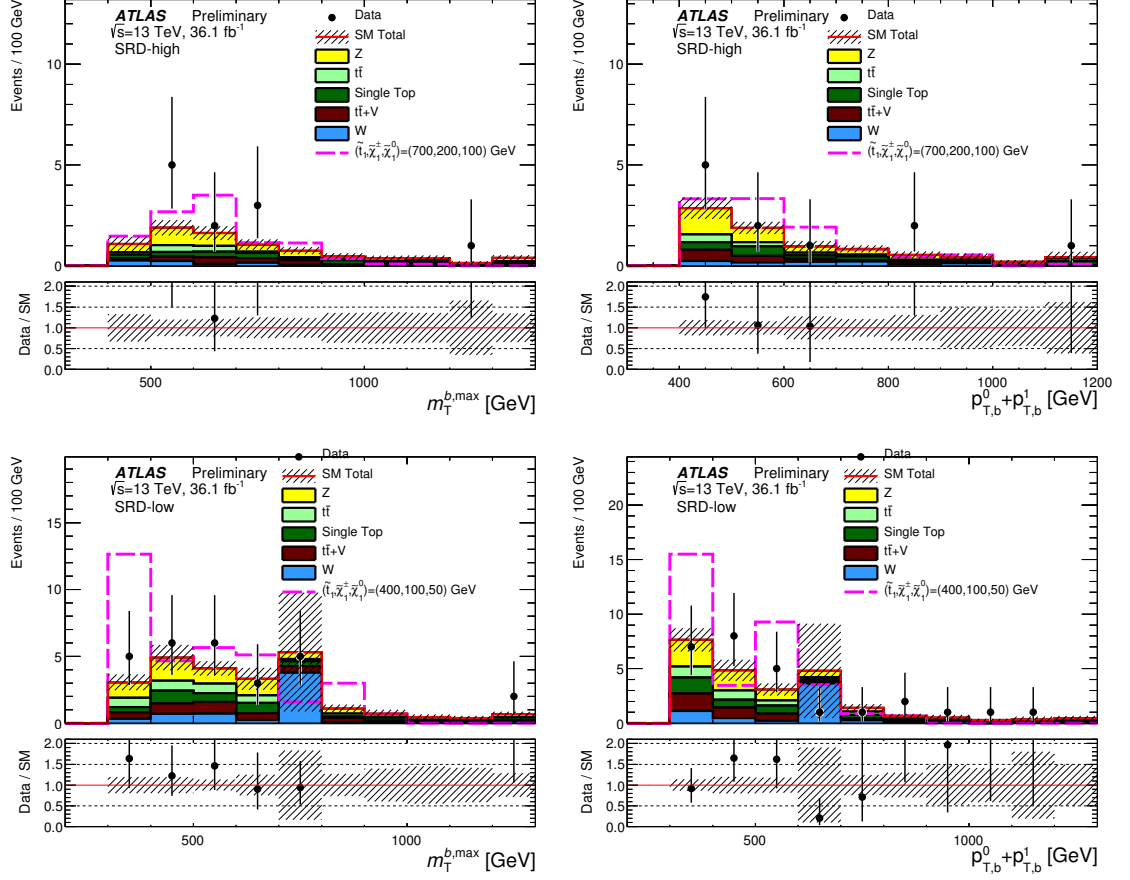 ATLAS Preliminary
√s=13 TeV, 36.1 fb⁻¹
SRD-high
Data
SM Total
Z
tt̄
Single Top
tt̄+V
W
(t̃₁,χ̃₁±,χ̃₁⁰)=(700,200,100) GeV
Events / 100 GeV
10
5
0
Data / SM
2.0
1.5
1.0
0.5
0.0
500
1000
m_T^{b,max} [GeV]
ATLAS Preliminary
√s=13 TeV, 36.1 fb⁻¹
SRD-high
Data
SM Total
Z
tt̄
Single Top
tt̄+V
W
(t̃₁,χ̃₁±,χ̃₁⁰)=(700,200,100) GeV
Events / 100 GeV
10
5
0
Data / SM
2.0
1.5
1.0
0.5
0.0
400
600
800
1000
1200
p⁰_{T,b}+p¹_{T,b} [GeV]
ATLAS Preliminary
√s=13 TeV, 36.1 fb⁻¹
SRD-low
Data
SM Total
Z
tt̄
Single Top
tt̄+V
W
(t̃₁,χ̃₁±,χ̃₁⁰)=(400,100,50) GeV
Events / 100 GeV
15
10
5
0
Data / SM
2.0
1.5
1.0
0.5
0.0
500
1000
m_T^{b,max} [GeV]
ATLAS Preliminary
√s=13 TeV, 36.1 fb⁻¹
SRD-low
Data
SM Total
Z
tt̄
Single Top
tt̄+V
W
(t̃₁,χ̃₁±,χ̃₁⁰)=(400,100,50) GeV
Events / 100 GeV
20
15
10
5
0
Data / SM
2.0
1.5
1.0
0.5
0.0
500
1000
p⁰_{T,b}+p¹_{T,b} [GeV]